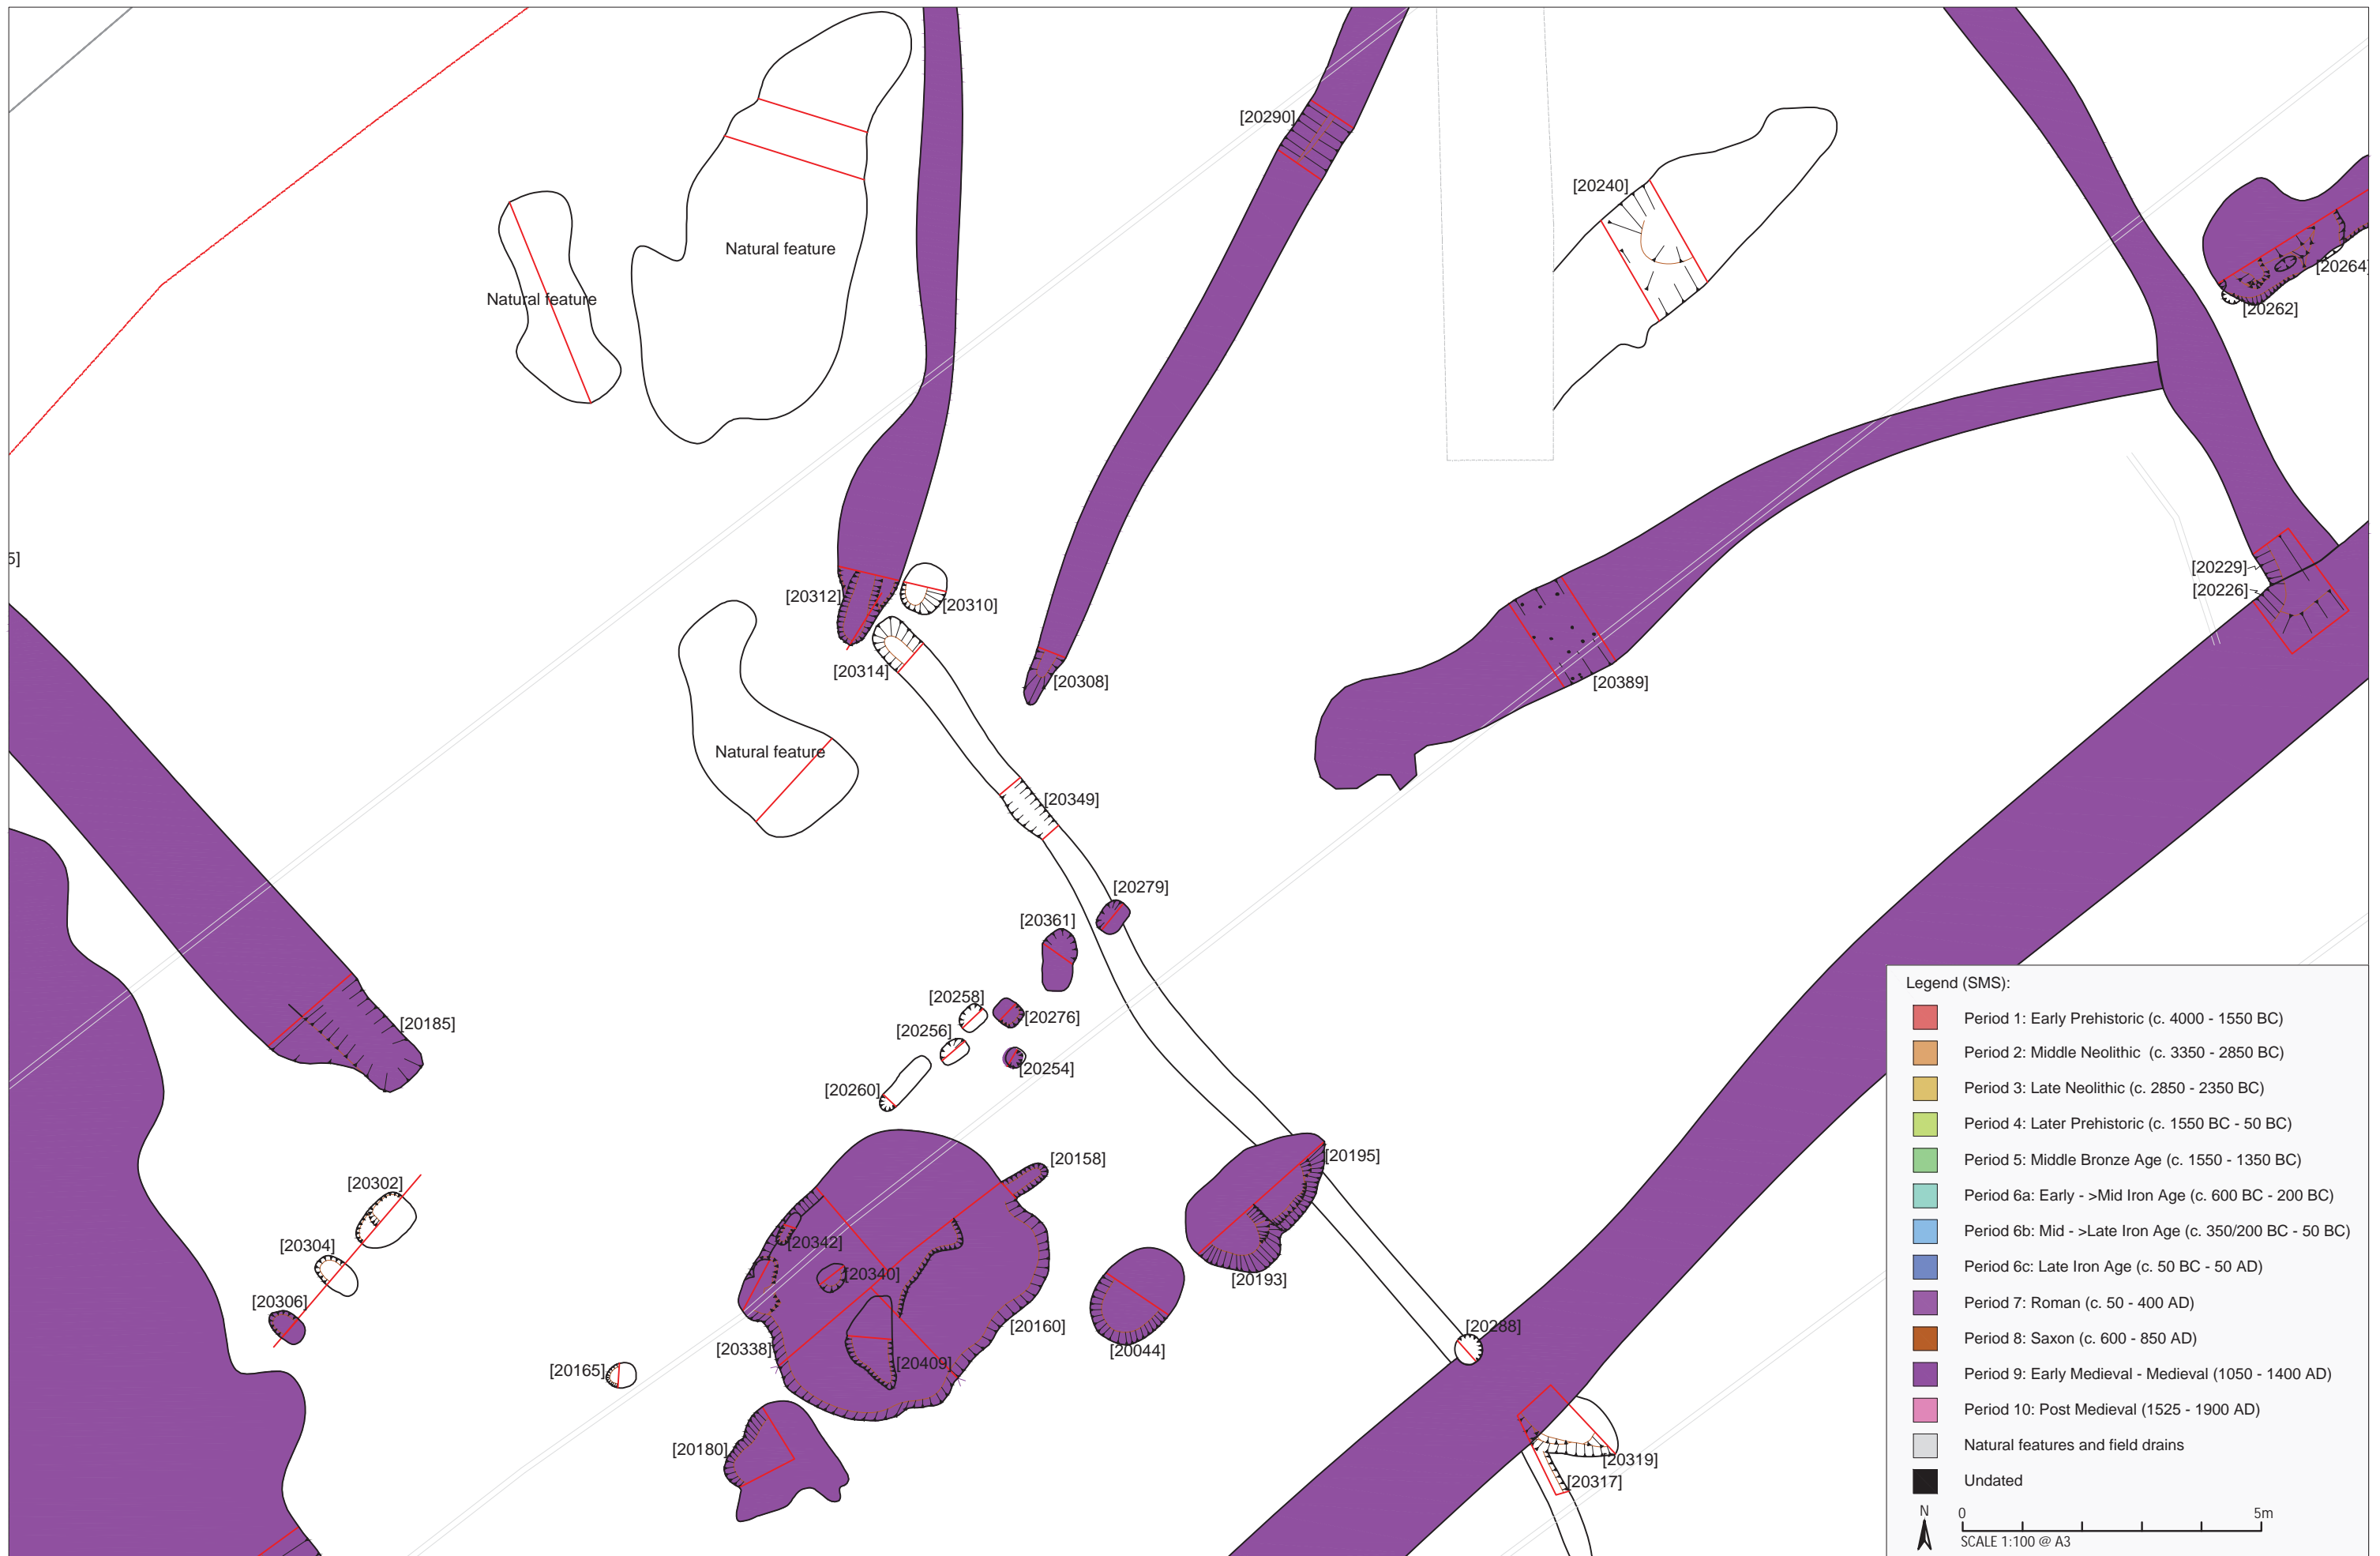 [20290]
[20240]
Natural feature
[20264]
Natural feature
[20262]
5]
[20229]
[20226]
[20312]
[20310]
[20314]
[20308]
[20389]
Natural feature
[20349]
[20279]
[20361]
[20258]
[20276]
[20185]
[20256]
[20254]
[20260]
[20158]
[20195]
[20302]
[20342]
[20304]
[20340]
[20193]
[20306]
[20160]
[20288]
[20338]
[20044]
[20409]
[20165]
[20180]
[20319]
[20317]
Legend (SMS):
Period 1: Early Prehistoric (c. 4000 - 1550 BC)
Period 2: Middle Neolithic (c. 3350 - 2850 BC)
Period 3: Late Neolithic (c. 2850 - 2350 BC)
Period 4: Later Prehistoric (c. 1550 BC - 50 BC)
Period 5: Middle Bronze Age (c. 1550 - 1350 BC)
Period 6a: Early - >Mid Iron Age (c. 600 BC - 200 BC)
Period 6b: Mid - >Late Iron Age (c. 350/200 BC - 50 BC)
Period 6c: Late Iron Age (c. 50 BC - 50 AD)
Period 7: Roman (c. 50 - 400 AD)
Period 8: Saxon (c. 600 - 850 AD)
Period 9: Early Medieval - Medieval (1050 - 1400 AD)
Period 10: Post Medieval (1525 - 1900 AD)
Natural features and field drains
Undated
N
0 5m
SCALE 1:100 @ A3